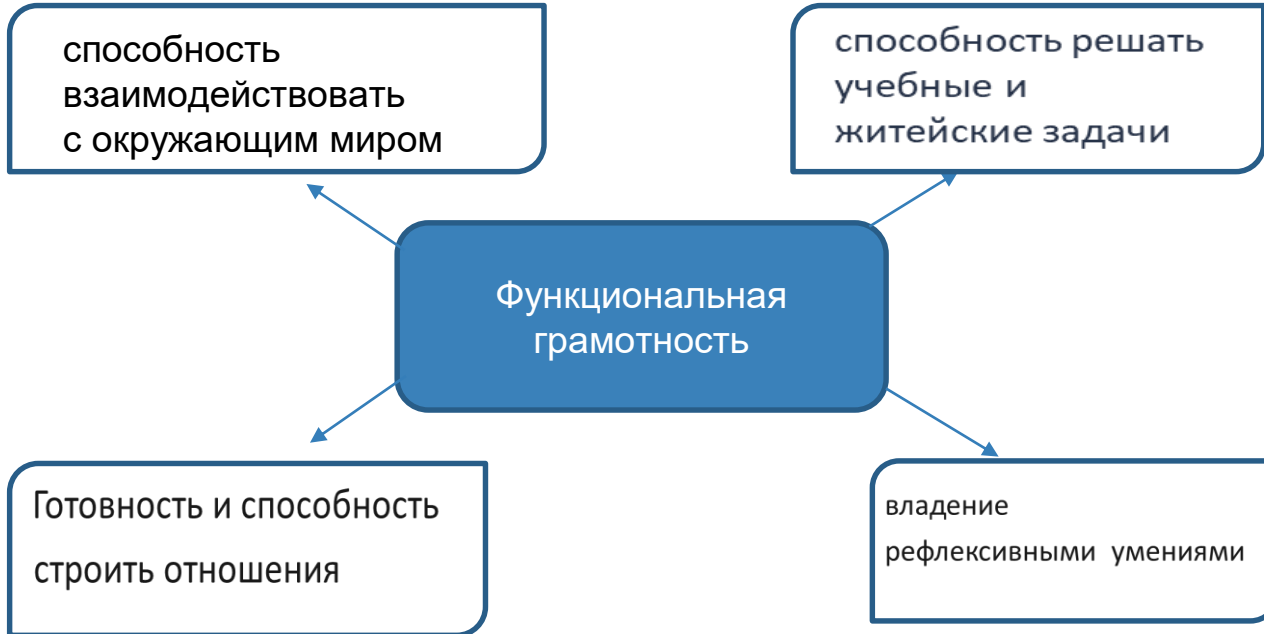 способность
взаимодействовать
с окружающим миром
способность решать
учебные и
житейские задачи
Функциональная
грамотность
Готовность и способность
строить отношения
владение
рефлексивными умениями